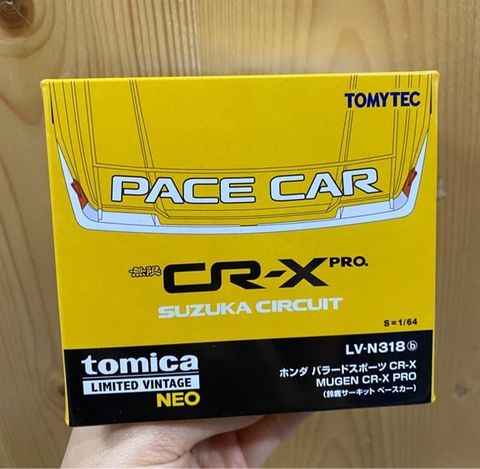 TOMYTEC
PACE CAR
無限 CR-X PRO.
SUZUKA CIRCUIT
S=1/64
tomica
LIMITED VINTAGE
NEO
LV-N318 ⓑ
ホンダ バラードスポーツ CR-X
MUGEN CR-X PRO
(鈴鹿サーキット ペースカー)